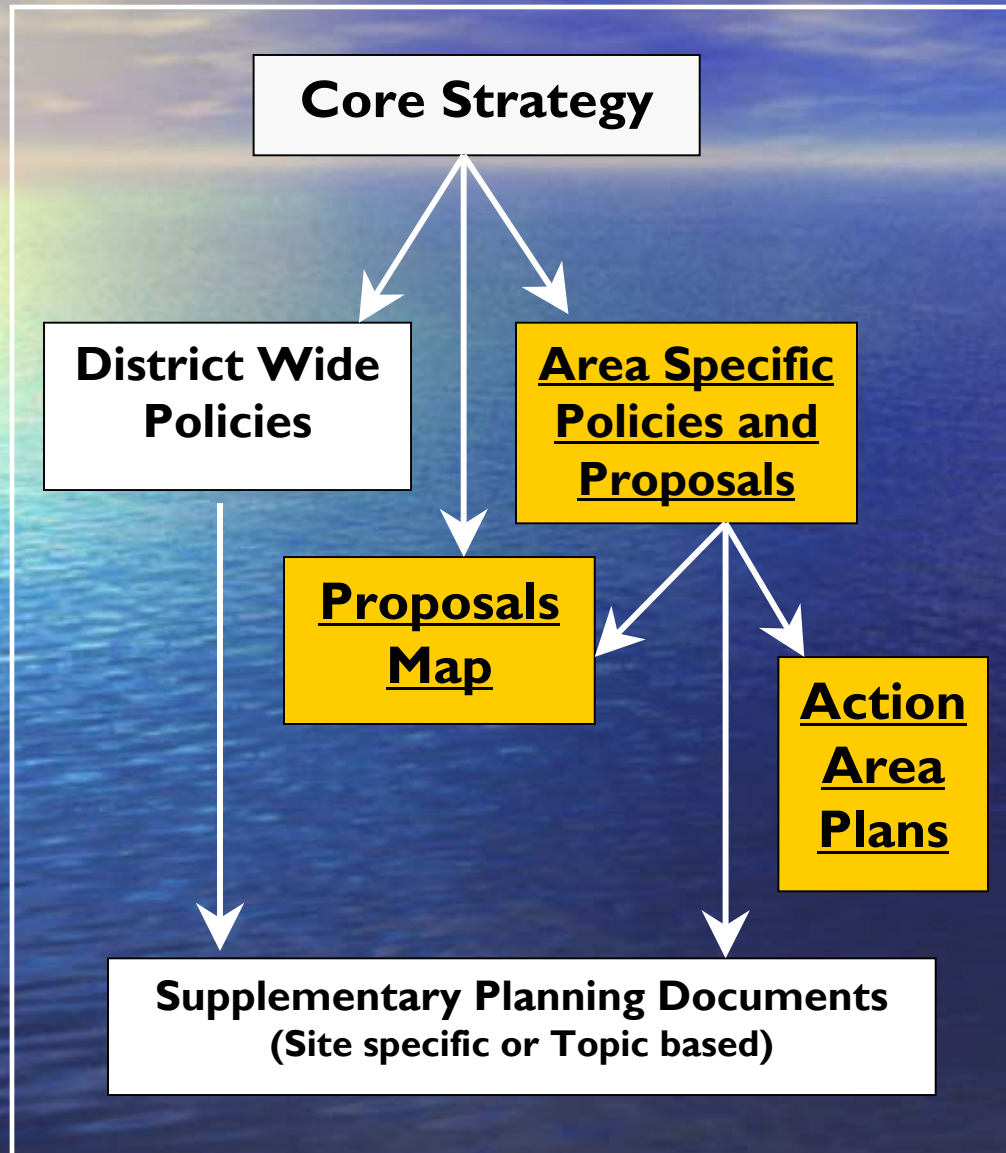 Core Strategy
District Wide
Policies
Area Specific
Policies and
Proposals
Proposals
Map
Action
Area
Plans
Supplementary Planning Documents
(Site specific or Topic based)